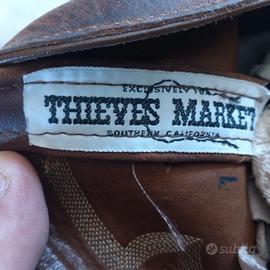 EXCLUSIVELY FOR
THIEVES MARKET
SOUTHERN CALIFORNIA
subito